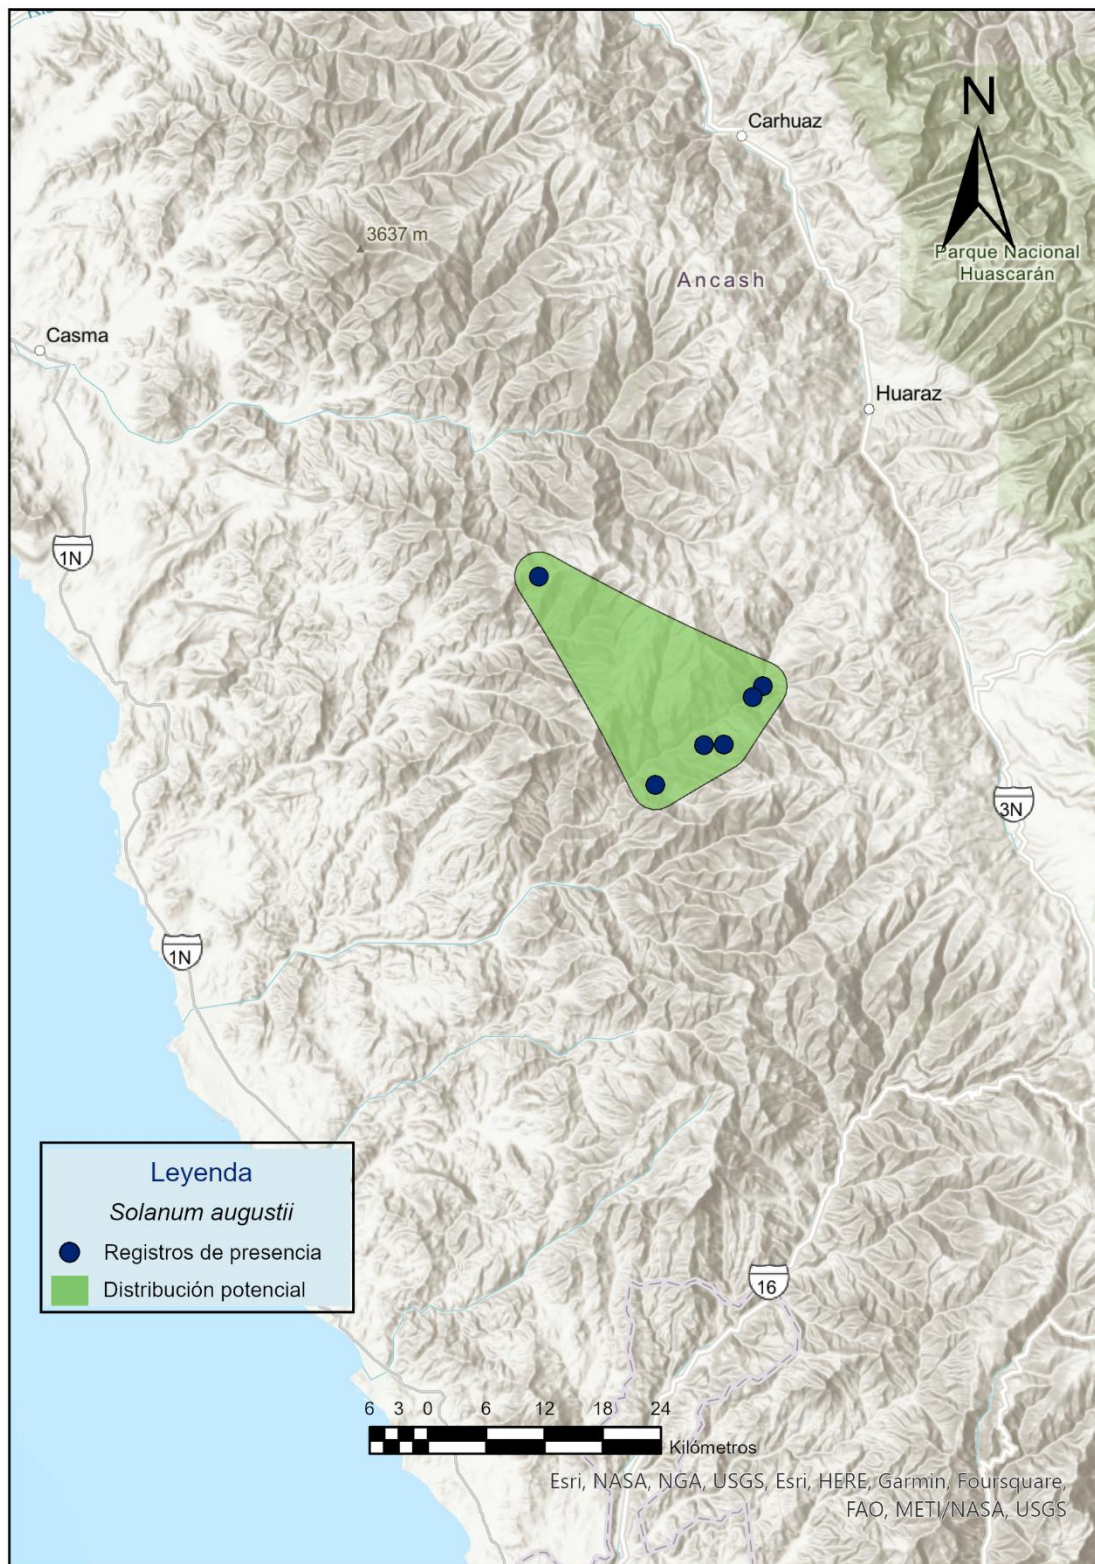 Carhuaz
N
3637 m
Parque Nacional
Huascarán
Ancash
Casma
Huaraz
1N
3N
1N
Leyenda
Solanum augustii
Registros de presencia
Distribución potencial
16
6 3 0 6 12 18 24
Kilómetros
Esri, NASA, NGA, USGS, Esri, HERE, Garmin, Foursquare,
FAO, METI/NASA, USGS